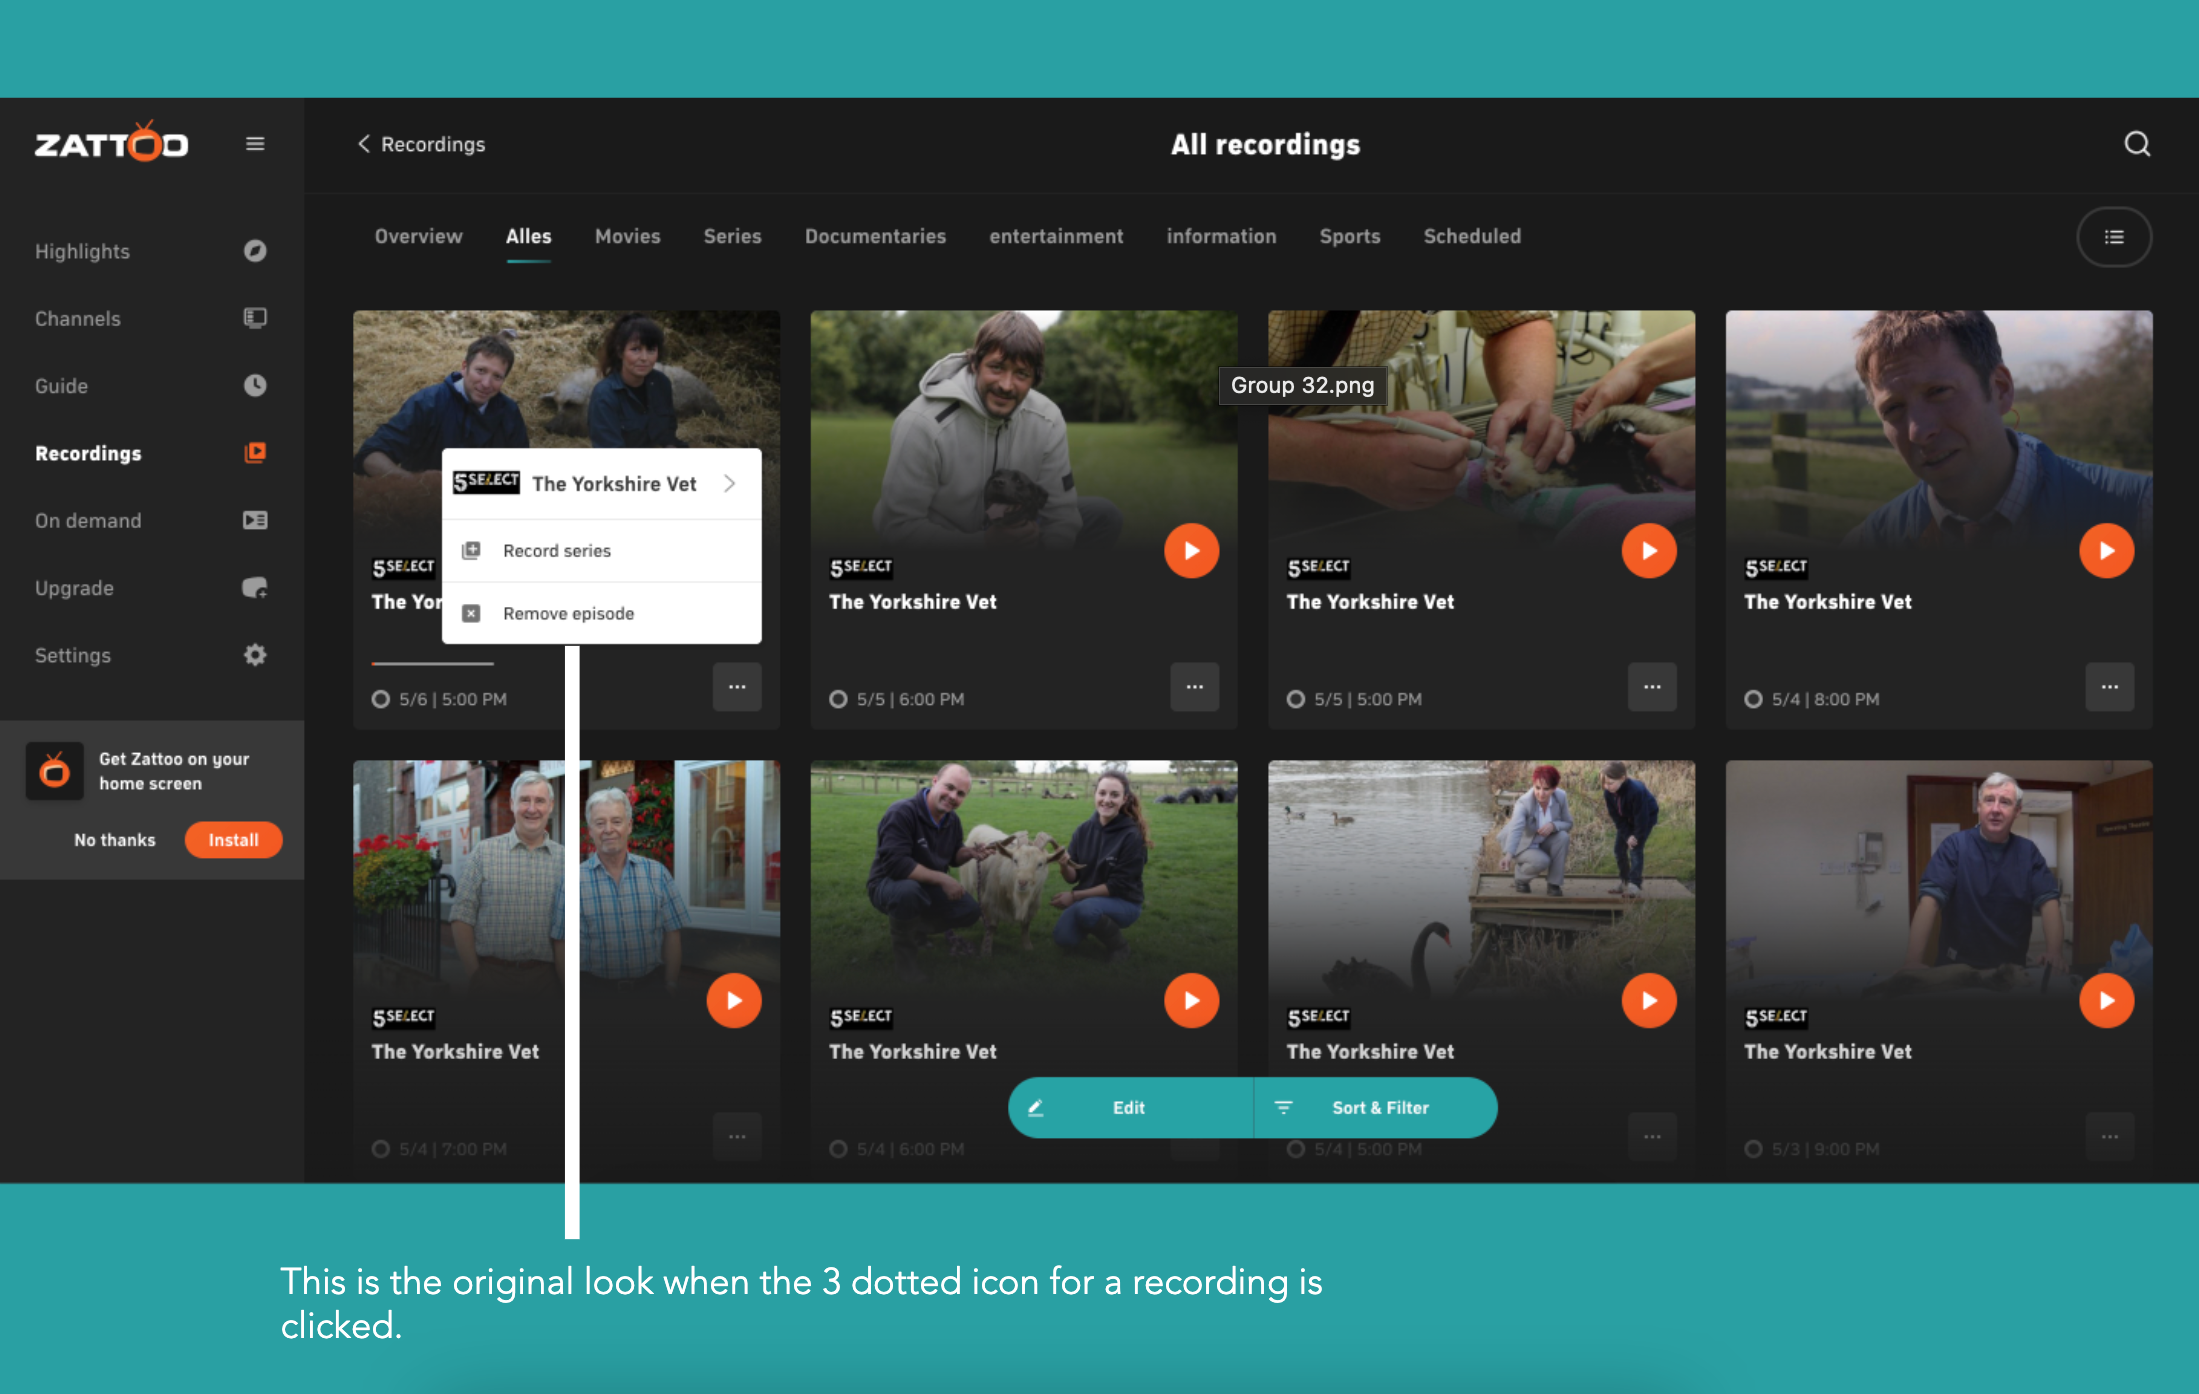 ZATTOO
Recordings
All recordings
Highlights
Channels
Guide
Recordings
On demand
Upgrade
Settings
Get Zattoo on your
home screen
No thanks
Install
Overview
Alles
Movies
Series
Documentaries
entertainment
information
Sports
Scheduled
Group 32.png
5SELECT
The Yorkshire Vet
Record series
Remove episode
5SELECT
The Yor
5/6 | 5:00 PM
...
5SELECT
The Yorkshire Vet
5/5 | 6:00 PM
...
5SELECT
The Yorkshire Vet
5/5 | 5:00 PM
...
5SELECT
The Yorkshire Vet
5/4 | 8:00 PM
...
5SELECT
The Yorkshire Vet
5/4 | 7:00 PM
...
5SELECT
The Yorkshire Vet
5/4 | 6:00 PM
5SELECT
The Yorkshire Vet
5/4 | 5:00 PM
...
5SELECT
The Yorkshire Vet
5/3 | 9:00 PM
...
Edit
Sort & Filter
This is the original look when the 3 dotted icon for a recording is
clicked.